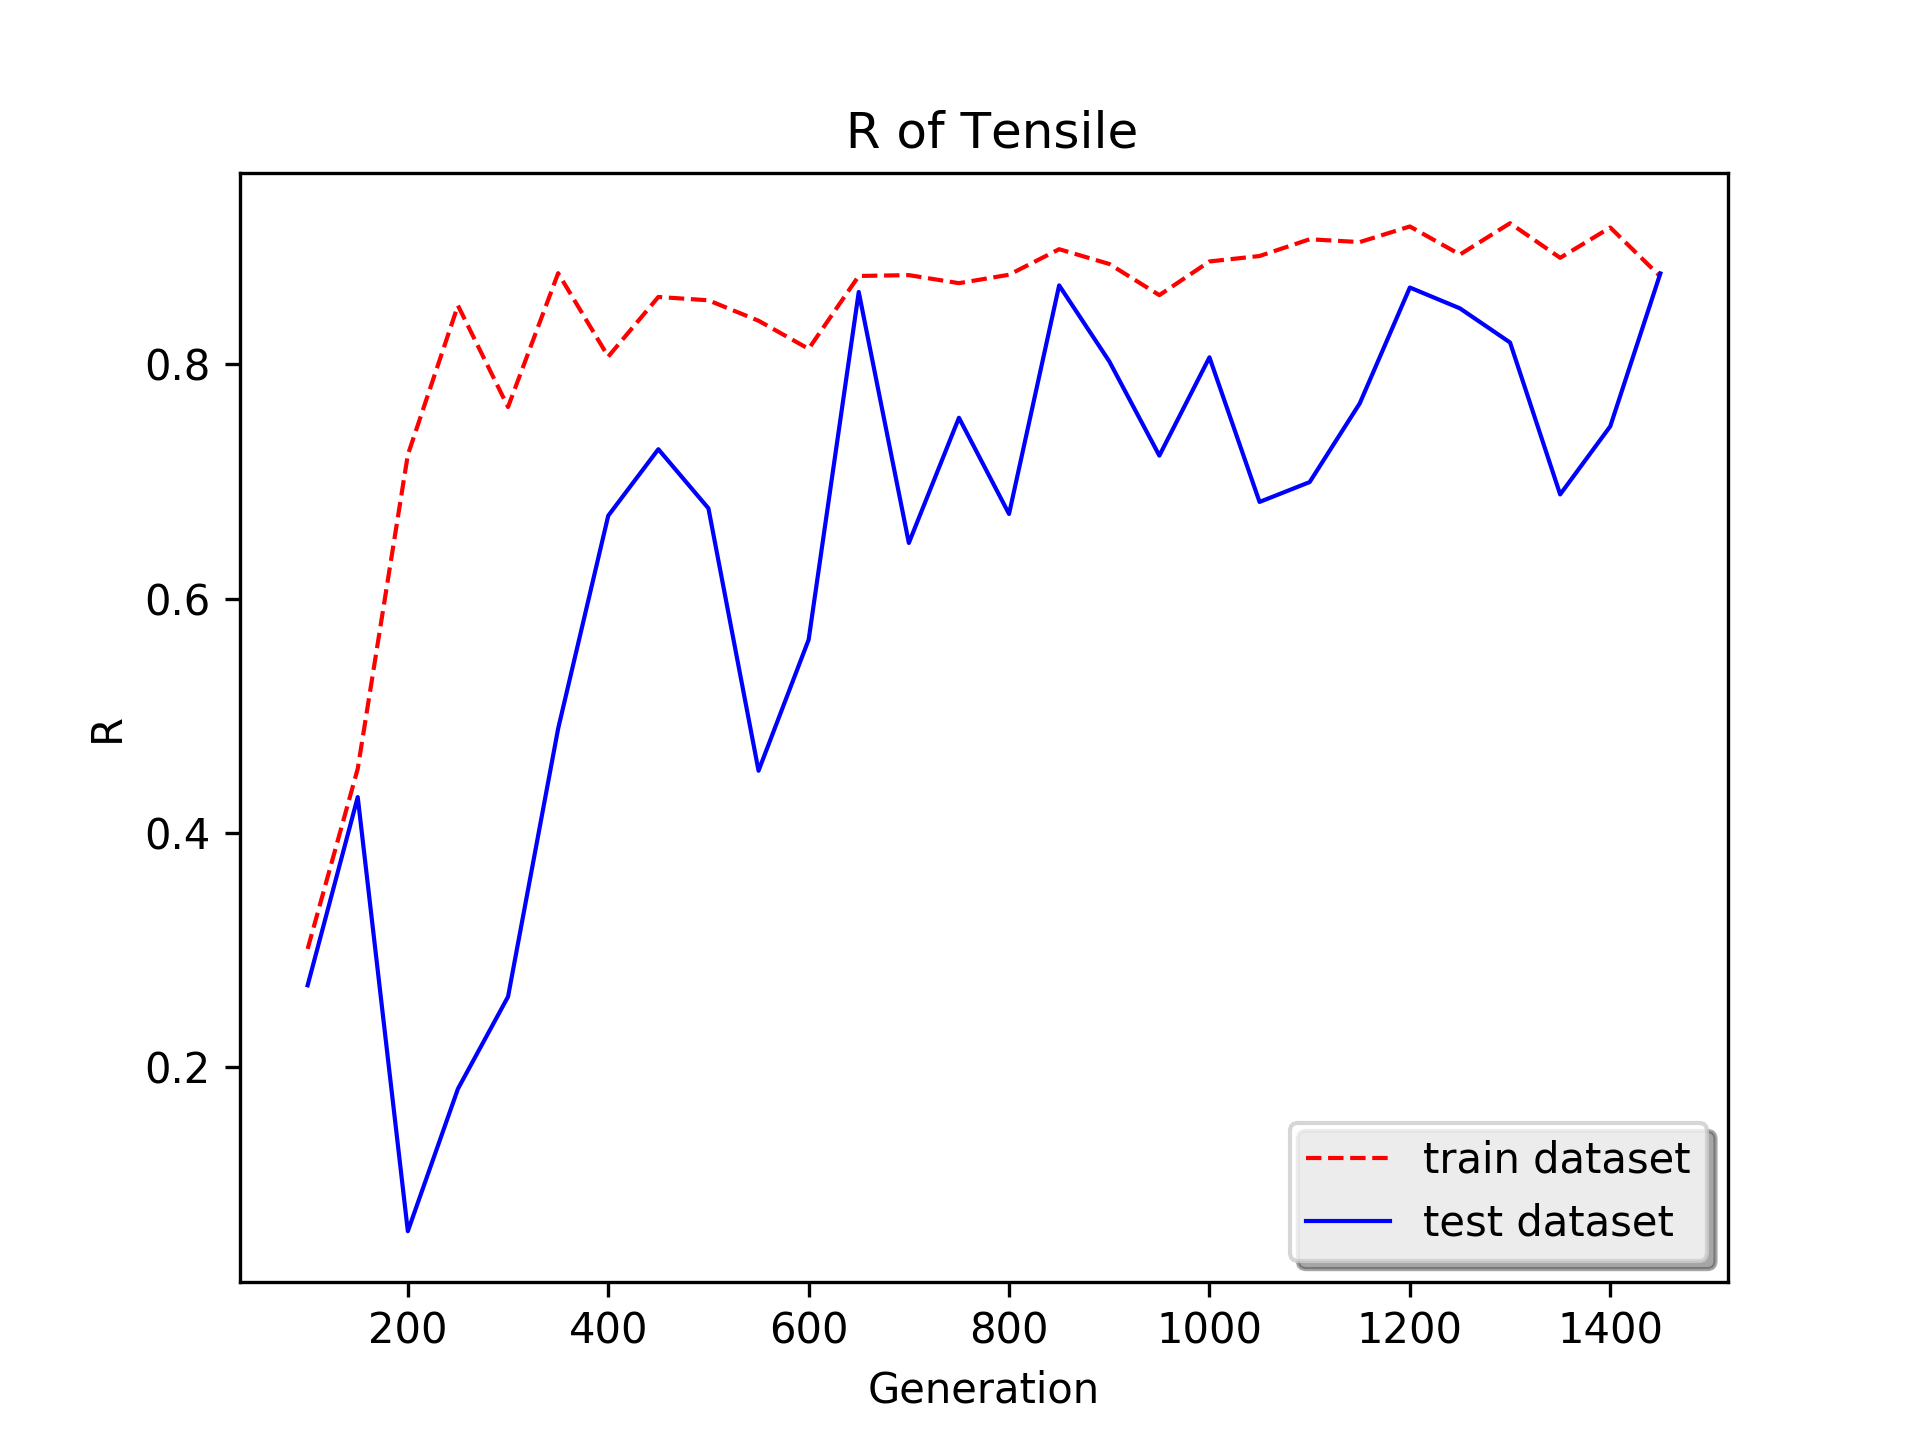 R of Tensile
R
0.8
0.6
0.4
0.2
200 400 600 800 1000 1200 1400
Generation
train dataset
test dataset